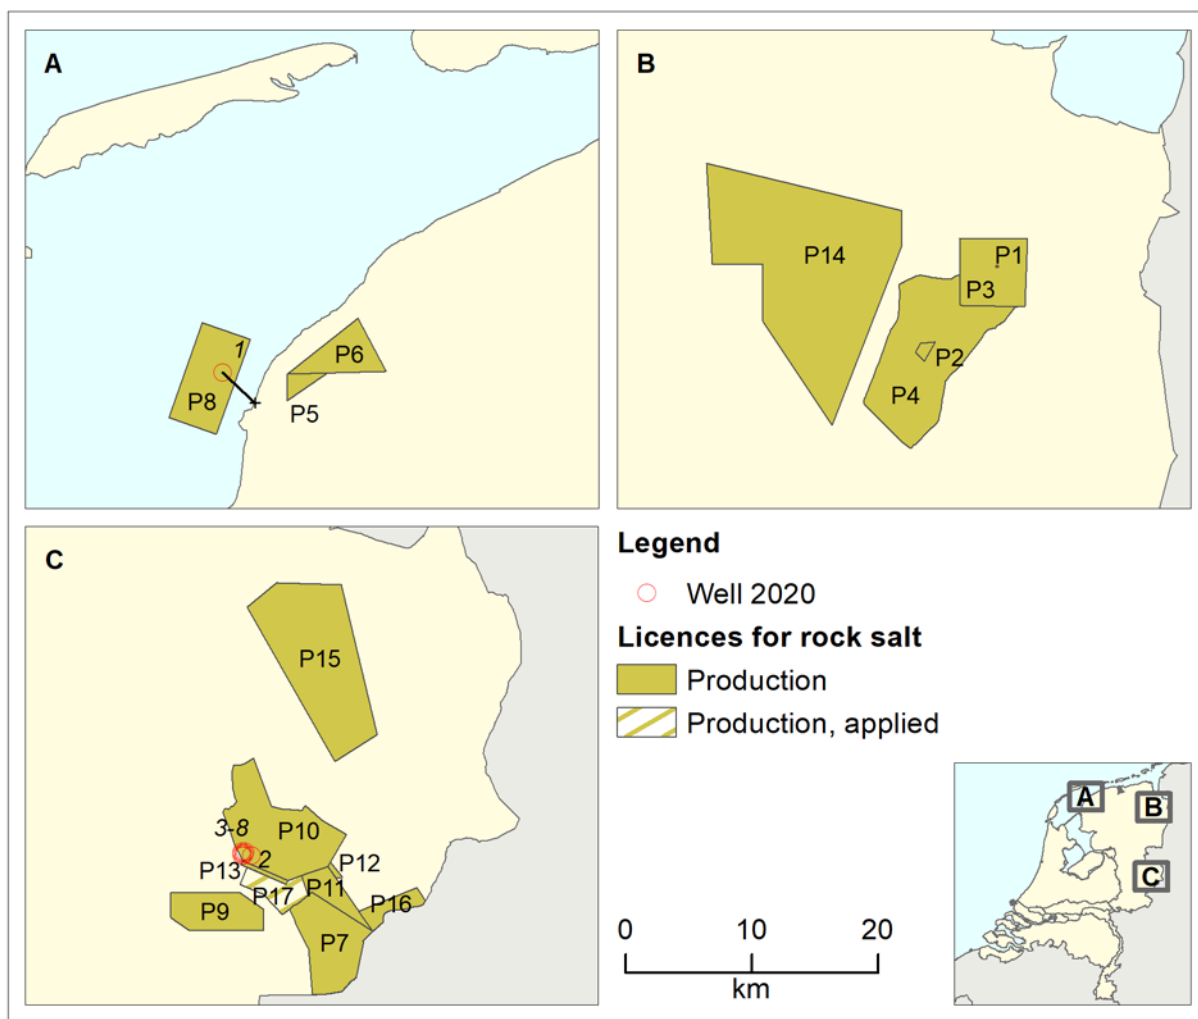 A
1
P6
P8
P5
B
P14
P1
P3
P2
P4
C
P15
3-8
P10
2
P13
P12
P17
P11
P9
P16
P7
Legend
Well 2020
Licences for rock salt
Production
Production, applied
0 10 20
km
A
B
C